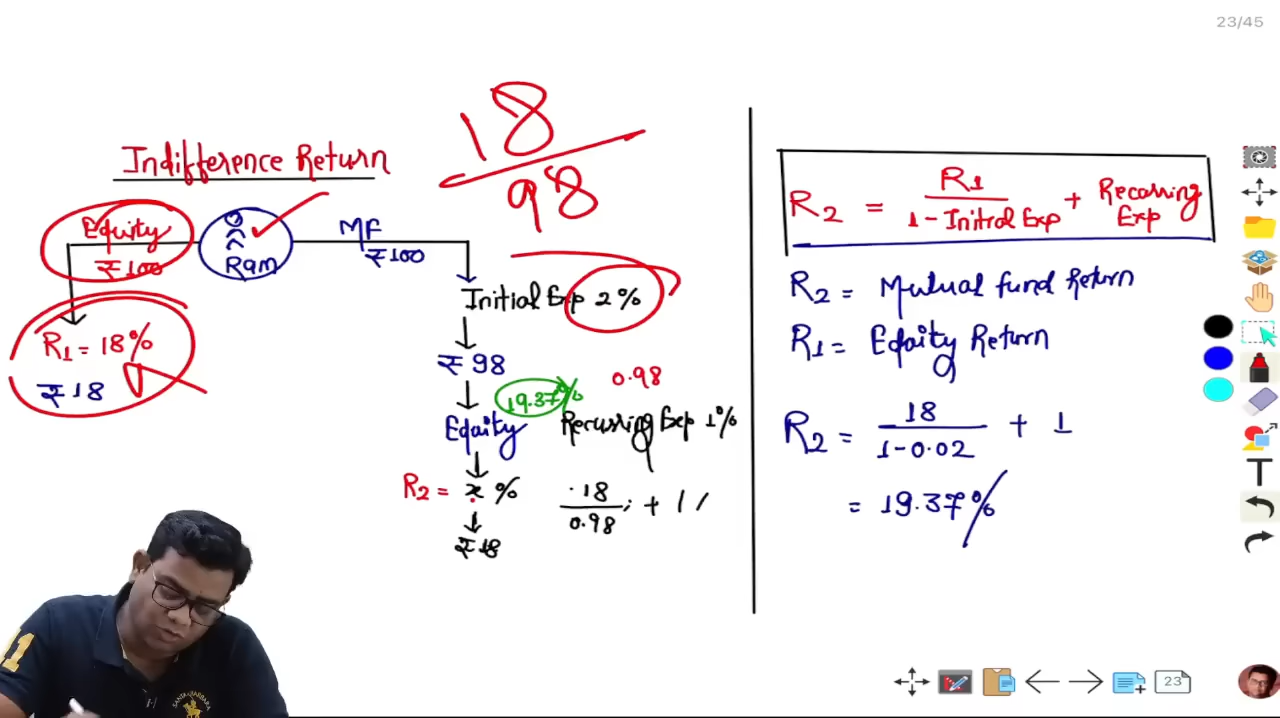 23/45
Indifference Return
18
98
Equity
₹100
Ram
MF
₹100
R₁ = 18%
₹18
Initial Exp 2%
₹98
19.37%
0.98
Equity
Recurring Exp 1%
R₂ = x %
₹18
.18
0.98
+ 1
R₂ = R₁ / 1 - Initial Exp + Recurring Exp
R₂ = Mutual fund Return
R₁ = Equity Return
R₂ = 18 / 1-0.02 + 1
= 19.37%
T
23